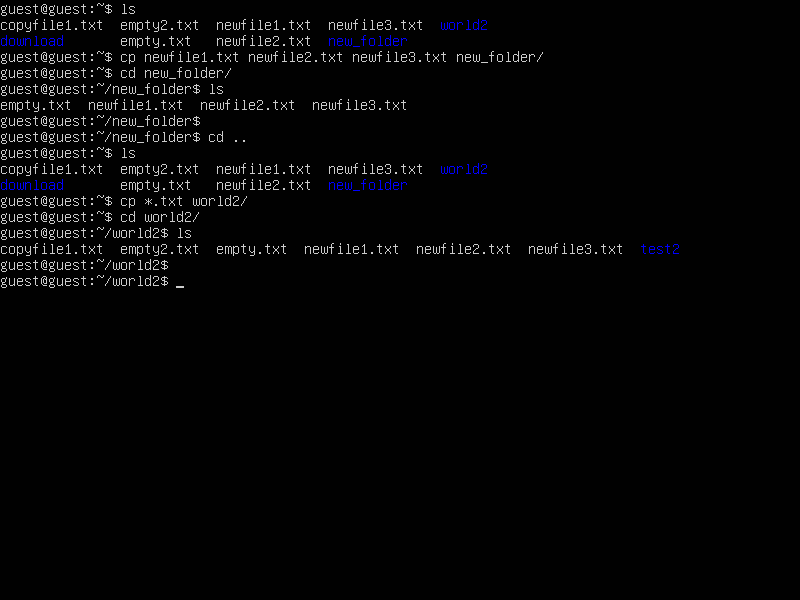 guest@guest:~$ ls
copyfile1.txt  empty2.txt  newfile1.txt  newfile3.txt  world2
download       empty.txt   newfile2.txt  new_folder
guest@guest:~$ cp newfile1.txt newfile2.txt newfile3.txt new_folder/
guest@guest:~$ cd new_folder/
guest@guest:~/new_folder$ ls
empty.txt  newfile1.txt  newfile2.txt  newfile3.txt
guest@guest:~/new_folder$
guest@guest:~/new_folder$ cd ..
guest@guest:~$ ls
copyfile1.txt  empty2.txt  newfile1.txt  newfile3.txt  world2
download       empty.txt   newfile2.txt  new_folder
guest@guest:~$ cp *.txt world2/
guest@guest:~$ cd world2/
guest@guest:~/world2$ ls
copyfile1.txt  empty2.txt  empty.txt  newfile1.txt  newfile2.txt  newfile3.txt  test2
guest@guest:~/world2$
guest@guest:~/world2$ _